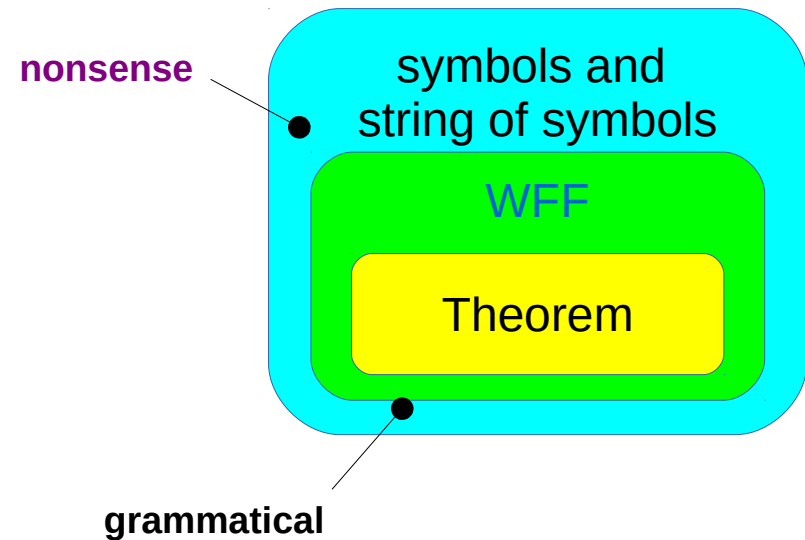 nonsense
symbols and
string of symbols
WFF
Theorem
grammatical